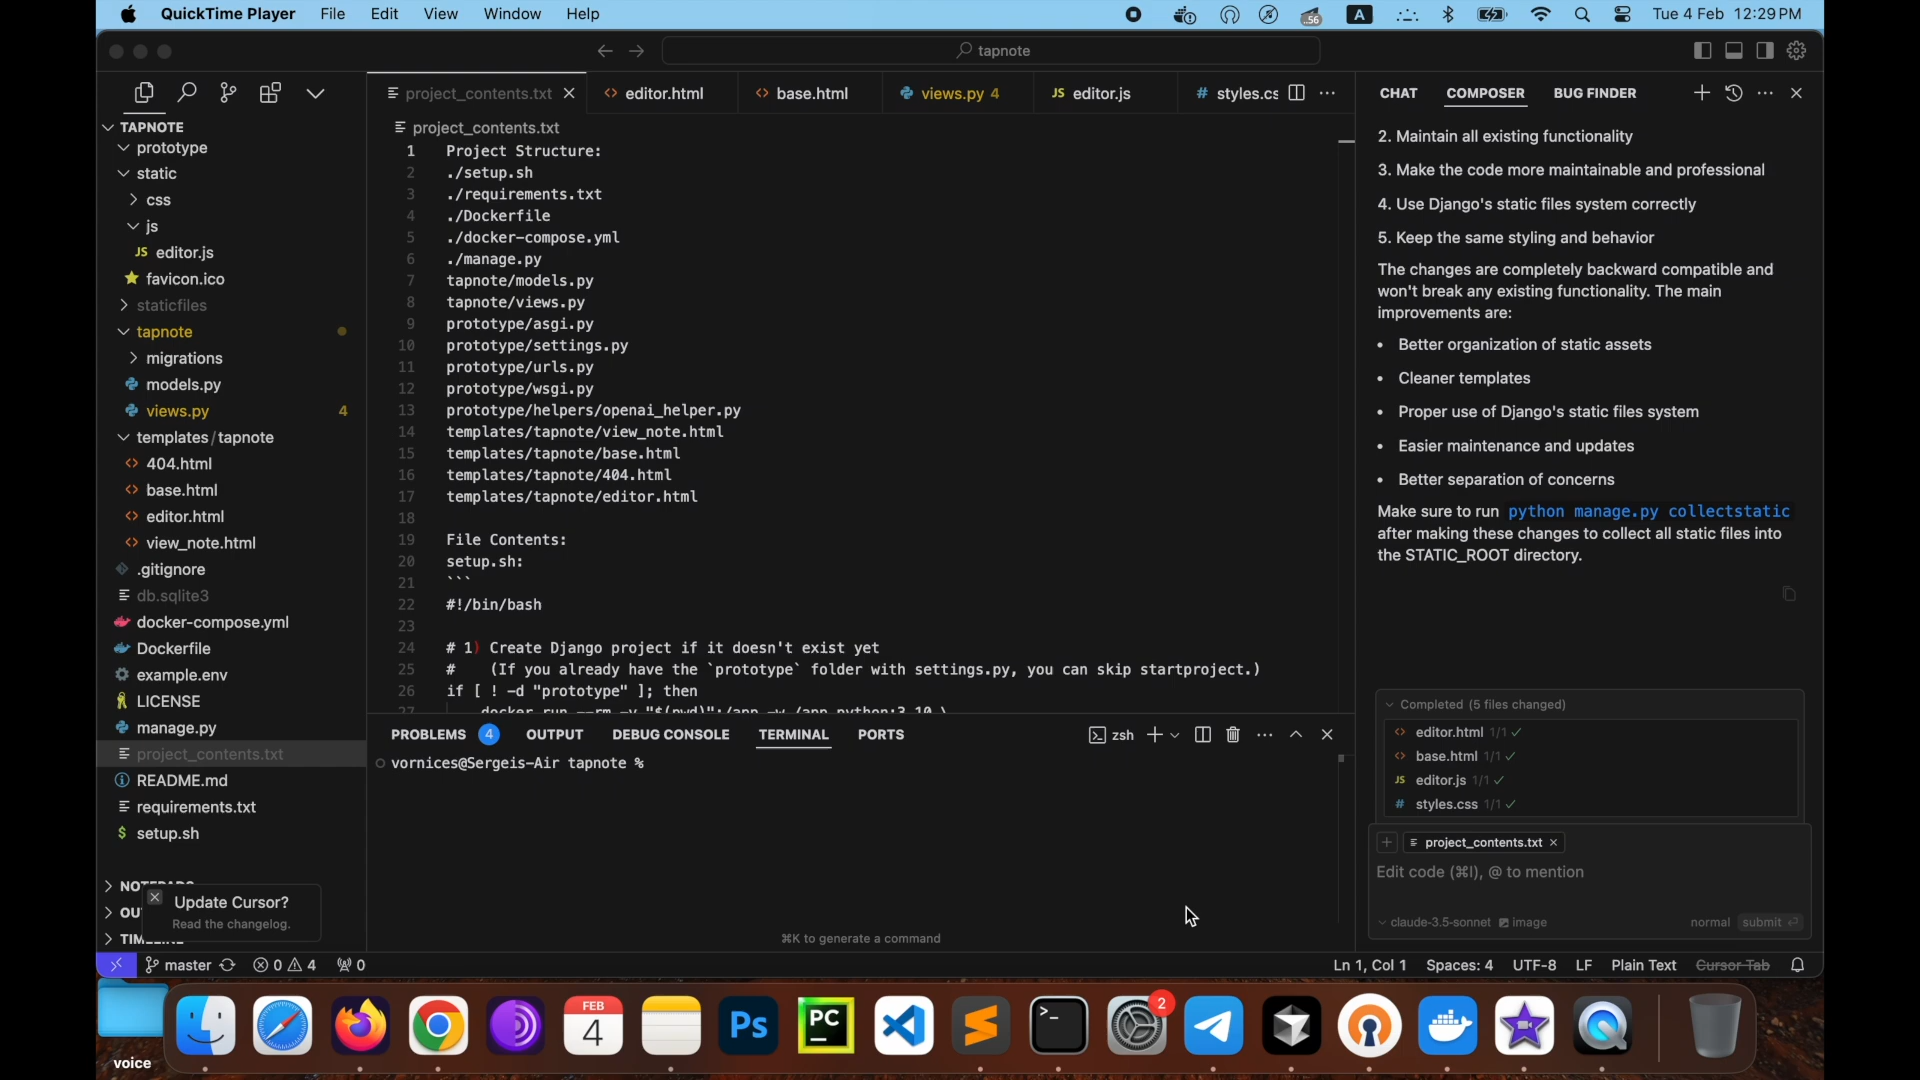 QuickTime Player File Edit View Window Help
.56
A
Tue 4 Feb 12:29 PM
tapnote
project_contents.txt
editor.html
base.html
views.py 4
JS editor.js
# styles.cs
TAPNOTE
prototype
static
css
js
JS editor.js
favicon.ico
staticfiles
tapnote
migrations
models.py
views.py 4
templates/tapnote
404.html
base.html
editor.html
view_note.html
.gitignore
db.sqlite3
docker-compose.yml
Dockerfile
example.env
LICENSE
manage.py
project_contents.txt
README.md
requirements.txt
$ setup.sh
OU
Update Cursor?
Read the changelog.
project_contents.txt
1 Project Structure:
2 ./setup.sh
3 ./requirements.txt
4 ./Dockerfile
5 ./docker-compose.yml
6 ./manage.py
7 tapnote/models.py
8 tapnote/views.py
9 prototype/asgi.py
10 prototype/settings.py
11 prototype/urls.py
12 prototype/wsgi.py
13 prototype/helpers/openai_helper.py
14 templates/tapnote/view_note.html
15 templates/tapnote/base.html
16 templates/tapnote/404.html
17 templates/tapnote/editor.html
18
19 File Contents:
20 setup.sh:
21 ```
22 #!/bin/bash
23
24 # 1) Create Django project if it doesn't exist yet
25 # (If you already have the `prototype` folder with settings.py, you can skip startproject.)
26 if [ ! -d "prototype" ]; then
27 docker run --rm -v "$(pwd)":/app -w /app python:3.10 \
PROBLEMS 4 OUTPUT DEBUG CONSOLE TERMINAL PORTS
zsh
vornices@Sergeis-Air tapnote %
⌘K to generate a command
CHAT COMPOSER BUG FINDER
2. Maintain all existing functionality
3. Make the code more maintainable and professional
4. Use Django's static files system correctly
5. Keep the same styling and behavior
The changes are completely backward compatible and
won't break any existing functionality. The main
improvements are:
• Better organization of static assets
• Cleaner templates
• Proper use of Django's static files system
• Easier maintenance and updates
• Better separation of concerns
Make sure to run python manage.py collectstatic
after making these changes to collect all static files into
the STATIC_ROOT directory.
Completed (5 files changed)
editor.html 1/1
base.html 1/1
JS editor.js 1/1
# styles.css 1/1
project_contents.txt
Edit code (⌘I), @ to mention
claude-3.5-sonnet image
normal submit
master 0 4 0
Ln 1, Col 1 Spaces: 4 UTF-8 LF Plain Text Cursor Tab
voice
FEB
4
Ps
PC
2